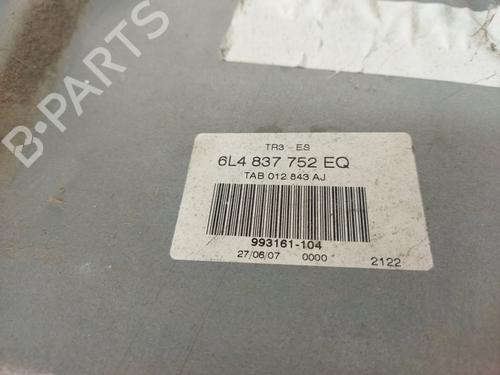 B-PARTS
TR3 - ES
6L4 837 752 EQ
TAB 012 843 AJ
993161-104
27/06/07 0000 2122